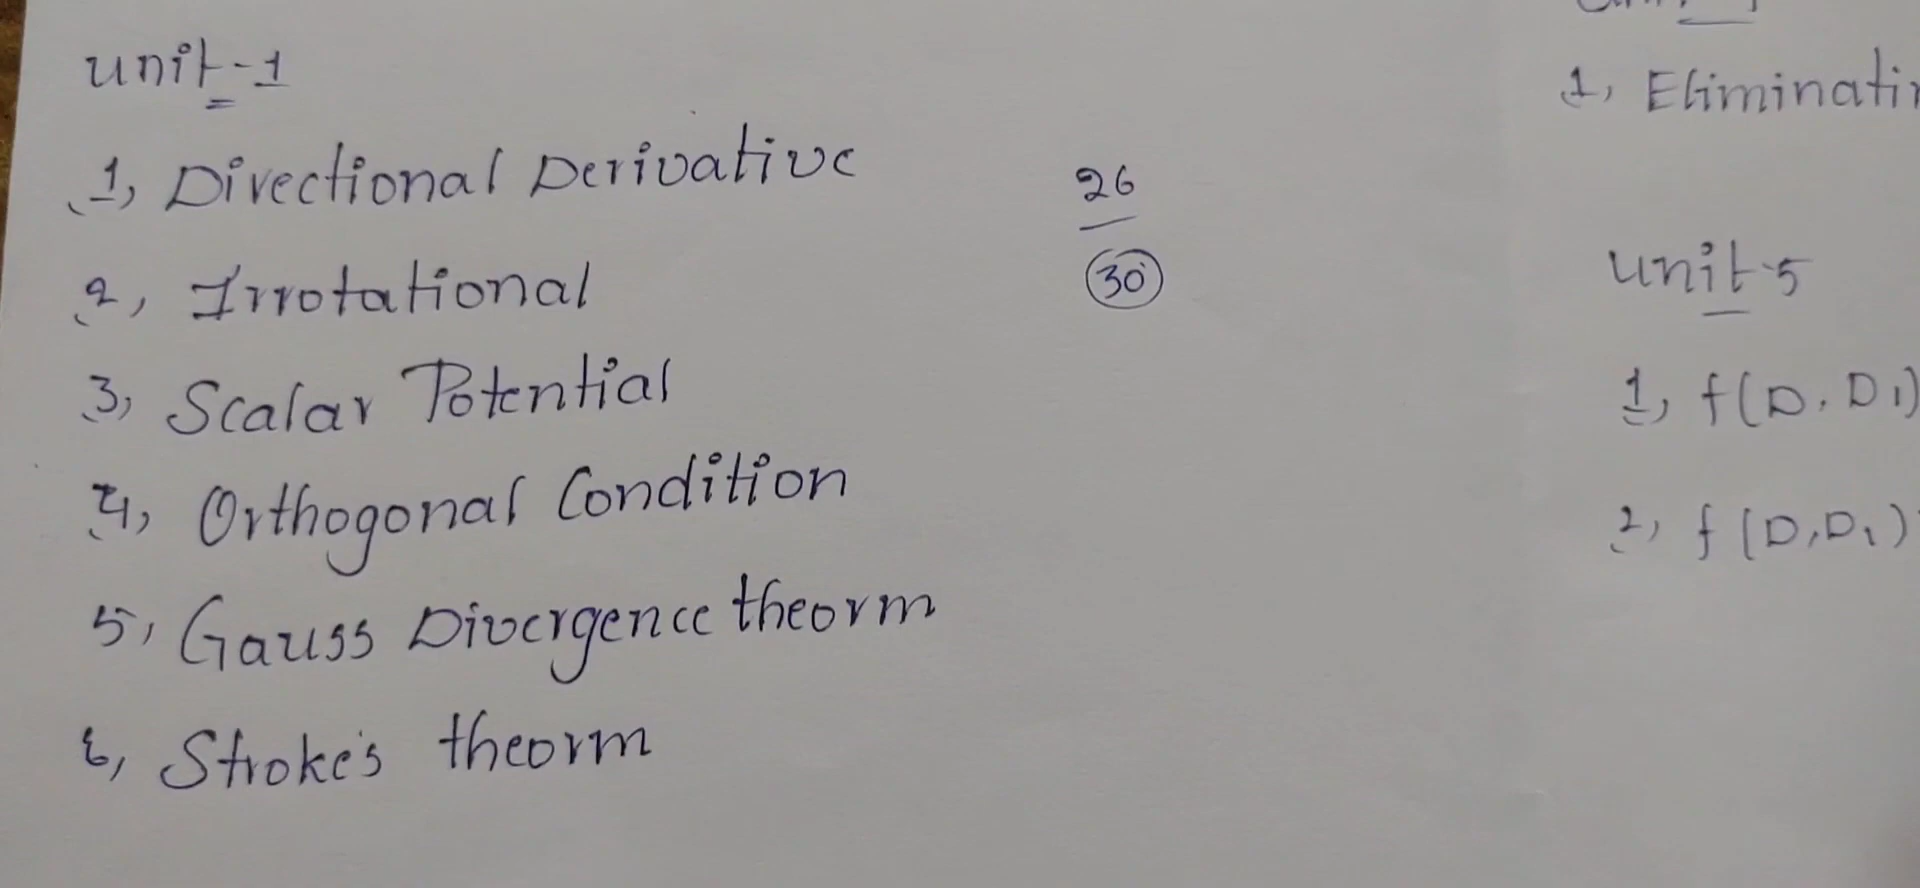 unit-1
1, Directional Derivative
2, Irrotational
3, Scalar Potential
4, Orthogonal Condition
5, Gauss Divergence theorm
6, Stroke's theorm
26
30
1, Eliminatin
unit-5
1, f(D, D1)
2, f(D,D1)